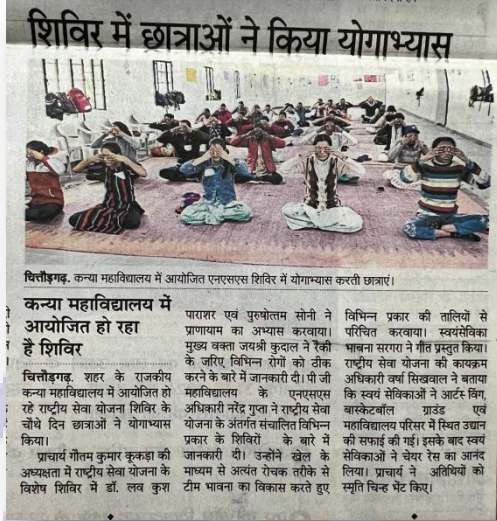 शिविर में छात्राओं ने किया योगाभ्यास
चित्तौड़गढ़. कन्या महाविद्यालय में आयोजित एनएसएस शिविर में योगाभ्यास करती छात्राएं।
कन्या महाविद्यालय में
आयोजित हो रहा
है शिविर
चित्तौड़गढ़. शहर के राजकीय
कन्या महाविद्यालय में आयोजित हो
रहे राष्ट्रीय सेवा योजना शिविर के
चौथे दिन छात्राओं ने योगाभ्यास
किया।
प्राचार्य गौतम कुमार कूकड़ा की
अध्यक्षता में राष्ट्रीय सेवा योजना के
विशेष शिविर में डॉ. लव कुश
पाराशर एवं पुरुषोत्तम सोनी ने
प्राणायाम का अभ्यास करवाया।
मुख्य वक्ता जयश्री कुदाल ने रैकी
के जरिए विभिन्न रोगों को ठीक
करने के बारे में जानकारी दी। पी जी
महाविद्यालय के एनएसएस
अधिकारी नरेंद्र गुप्ता ने राष्ट्रीय सेवा
योजना के अंतर्गत संचालित विभिन्न
प्रकार के शिविरों के बारे में
जानकारी दी। उन्होंने खेल के
माध्यम से अत्यंत रोचक तरीके से
टीम भावना का विकास करते हुए
विभिन्न प्रकार की तालियों से
परिचित करवाया। स्वयंसेविका
भावना सरगरा ने गीत प्रस्तुत किया।
राष्ट्रीय सेवा योजना की कार्यक्रम
अधिकारी वर्षा सिखवाल ने बताया
कि स्वयं सेविकाओं ने आर्टस विंग,
बास्केटबॉल ग्राउंड एवं
महाविद्यालय परिसर में स्थित उद्यान
की सफाई की गई। इसके बाद स्वयं
सेविकाओं ने चेयर रेस का आनंद
लिया। प्राचार्य ने अतिथियों को
स्मृति चिन्ह भेंट किए।